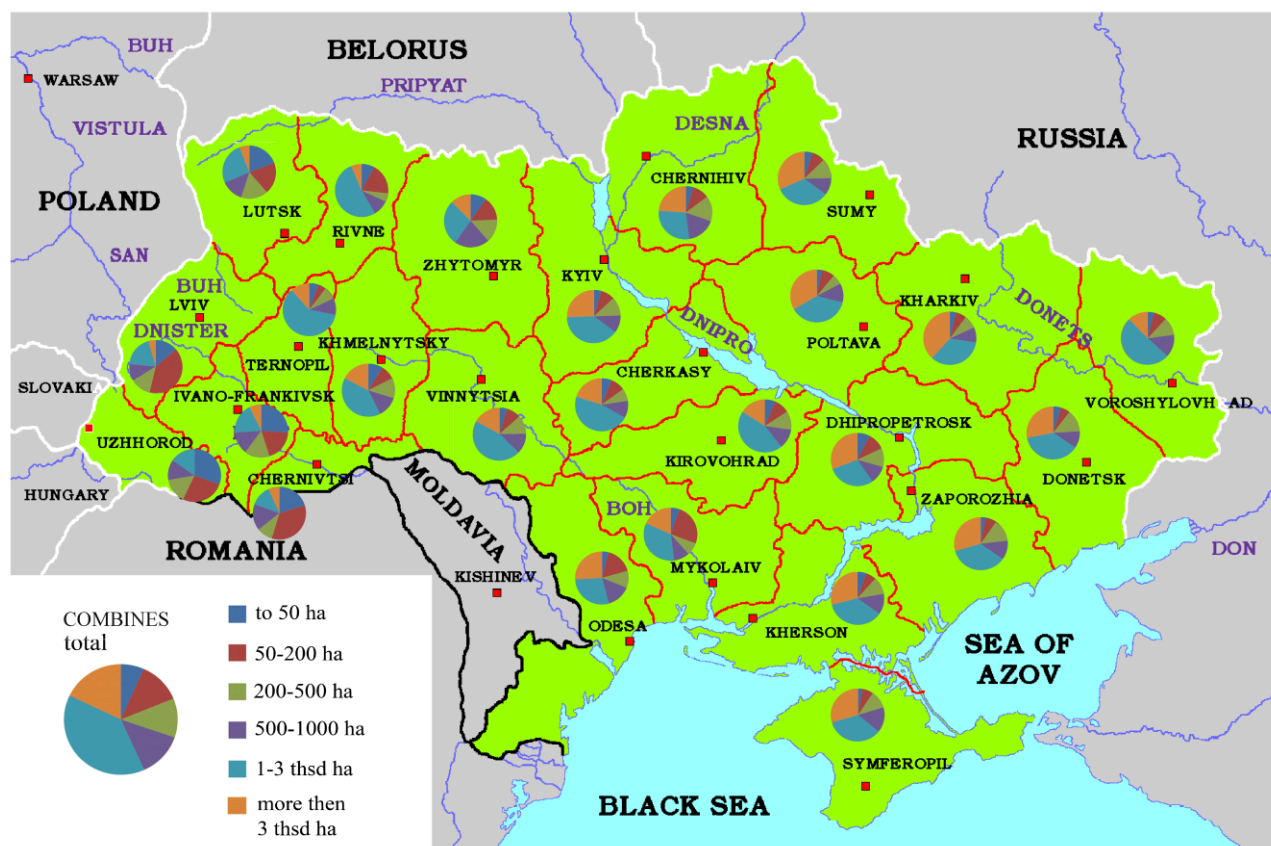 BUH
BELORUS
WARSAW
PRIPYAT
VISTULA
DESNA
RUSSIA
CHERNIHIV
POLAND
LUTSK
SUMY
RIVNE
SAN
ZHYTOMYR
KYIV
BUH
LVIV
KHARKIV
DONETS
DNISTER
DNIPRO
KHMELNYTSKY
POLTAVA
TERNOPIL
CHERKASY
SLOVAKI
IVANO-FRANKIVSK
VINNYTSIA
VOROSHYLOVH AD
UZHHOROD
DHIPROPETROSK
KIROVOHRAD
CHERNIVTSI
DONETSK
HUNGARY
ZAPOROZHIA
MOLDAVIA
BOH
ROMANIA
DON
KISHINEV
MYKOLAIV
ODESA
KHERSON
SEA OF
AZOV
SYMFEROPIL
BLACK SEA
COMBINES
total
to 50 ha
50-200 ha
200-500 ha
500-1000 ha
1-3 thsd ha
more then
3 thsd ha